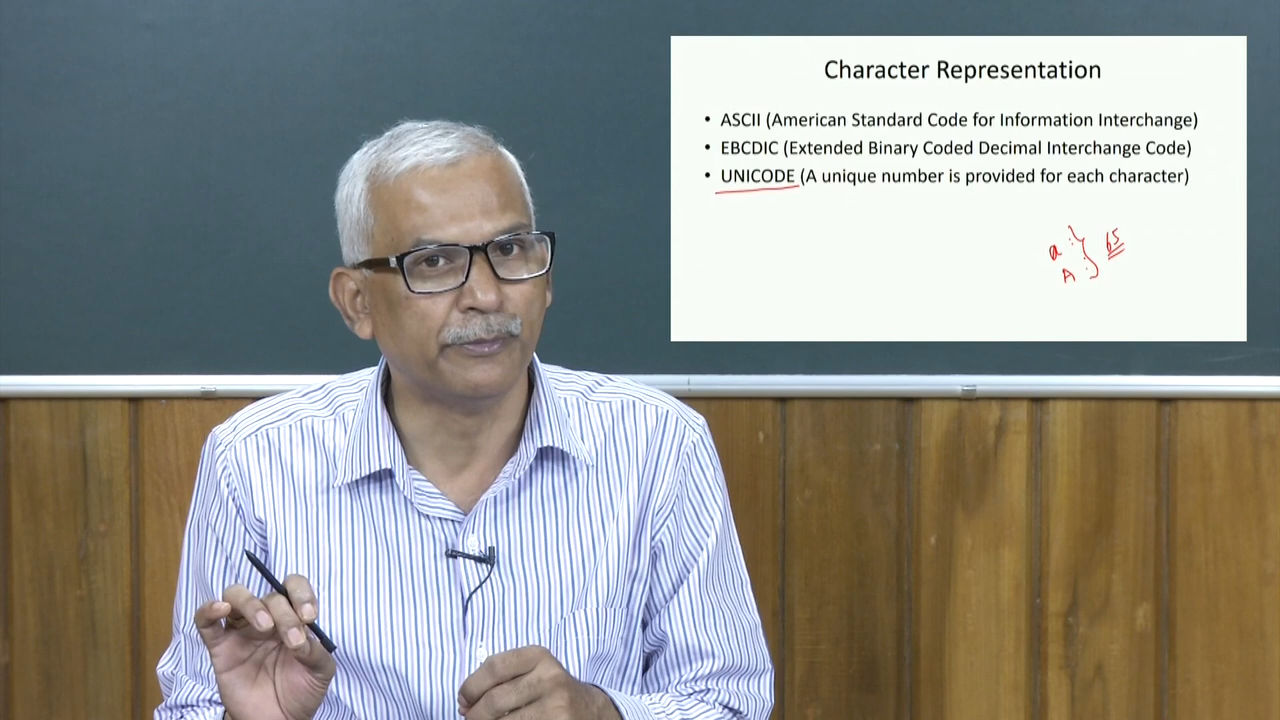 Character Representation
• ASCII (American Standard Code for Information Interchange)
• EBCDIC (Extended Binary Coded Decimal Interchange Code)
• UNICODE (A unique number is provided for each character)
a
65
A